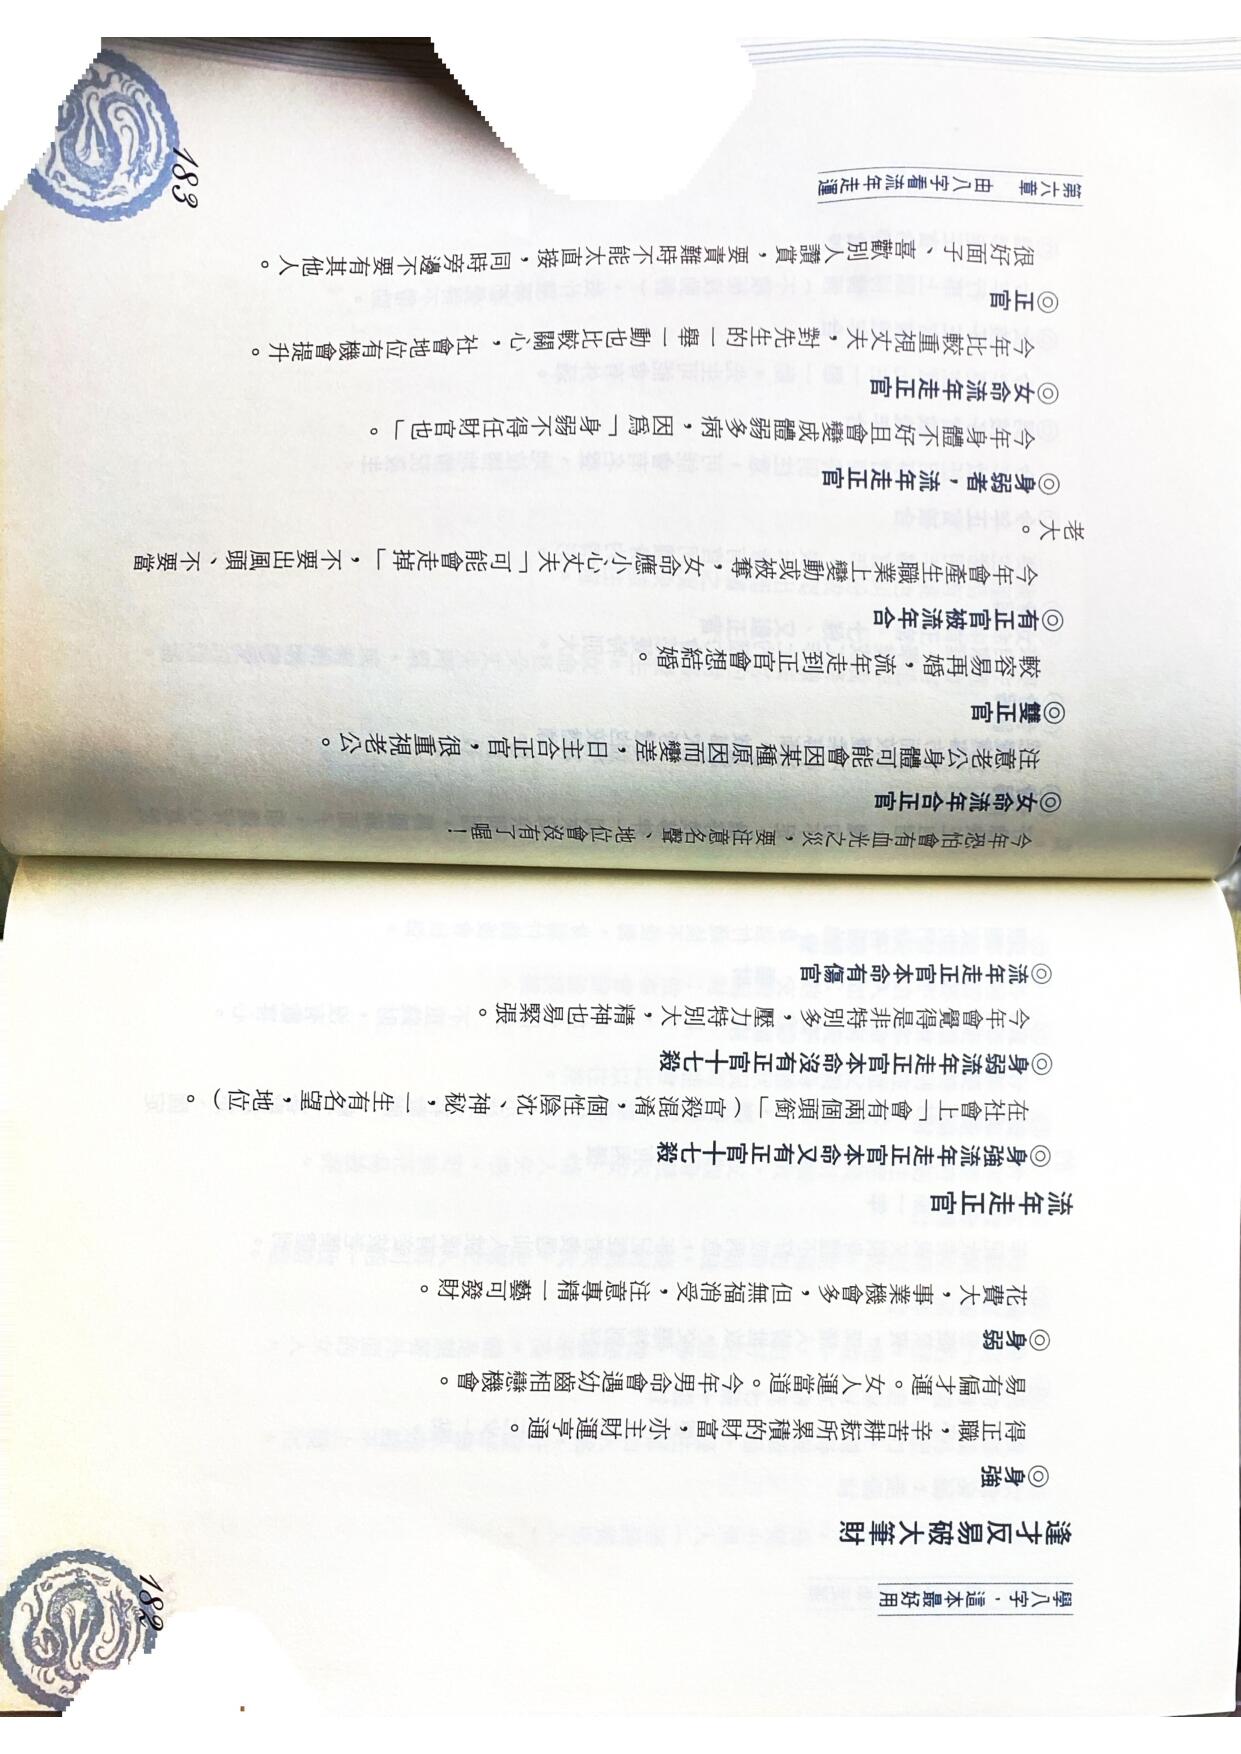 學八字，這本最好用
逢才反易破大筆財
◎身強
得正職，辛苦耕耘所累積的財富，亦主財運亨通。
易有偏才運。女人運當道。今年男命會遇幼齒相戀機會。
◎身弱
花費大，事業機會多，但無福消受，注意專精一藝可發財。
流年走正官
◎身強流年走正官本命又有正官十七殺
在社會上「會有兩個頭銜」（官殺混淆，個性陰沈、神秘，一生有名望，地位）。
◎身弱流年走正官本命沒有正官十七殺
今年會覺得是非特別多，壓力特別大，精神也易緊張。
◎流年走正官本命有傷官
182
今年恐怕會有血光之災，要注意名聲、地位會沒有了喔！
◎女命流年合正官
注意老公身體可能會因某種原因而變差，日主合正官，很重視老公。
◎雙正官
較容易再婚，流年走到正官會想結婚。
◎有正官被流年合
今年會產生職業上變動或被奪，女命應小心丈夫「可能會走掉」，不要出風頭、不要當
老大。
◎身弱者，流年走正官
今年身體不好且會變成體弱多病，因為「身弱不得任財官也」。
◎女命流年走正官
今年比較重視丈夫，對先生的一舉一動也比較關心，社會地位有機會提升。
◎正官
很好面子、喜歡別人讚賞，要責難時不能太直接，同時旁邊不要有其他人。
第六章　由八字看流年走運
183